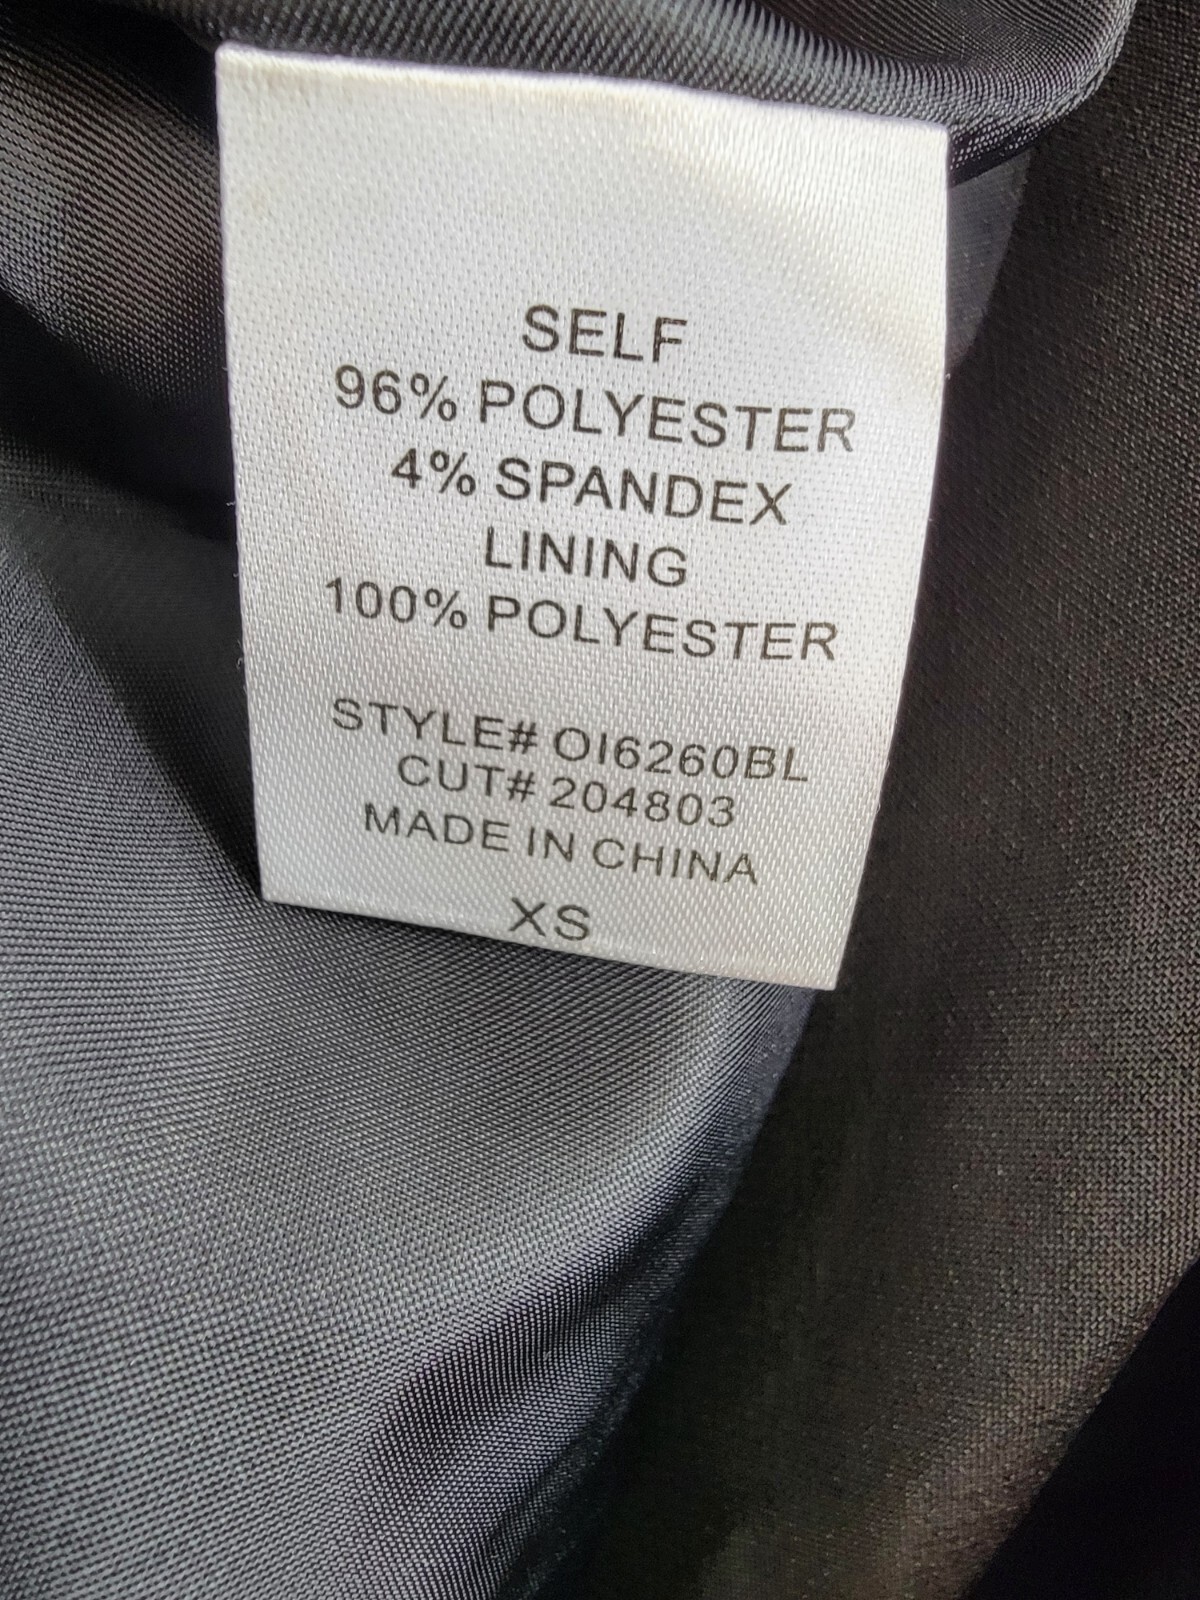 SELF
96% POLYESTER
4% SPANDEX
LINING
100% POLYESTER
STYLE# OI6260BL
CUT# 204803
MADE IN CHINA
XS